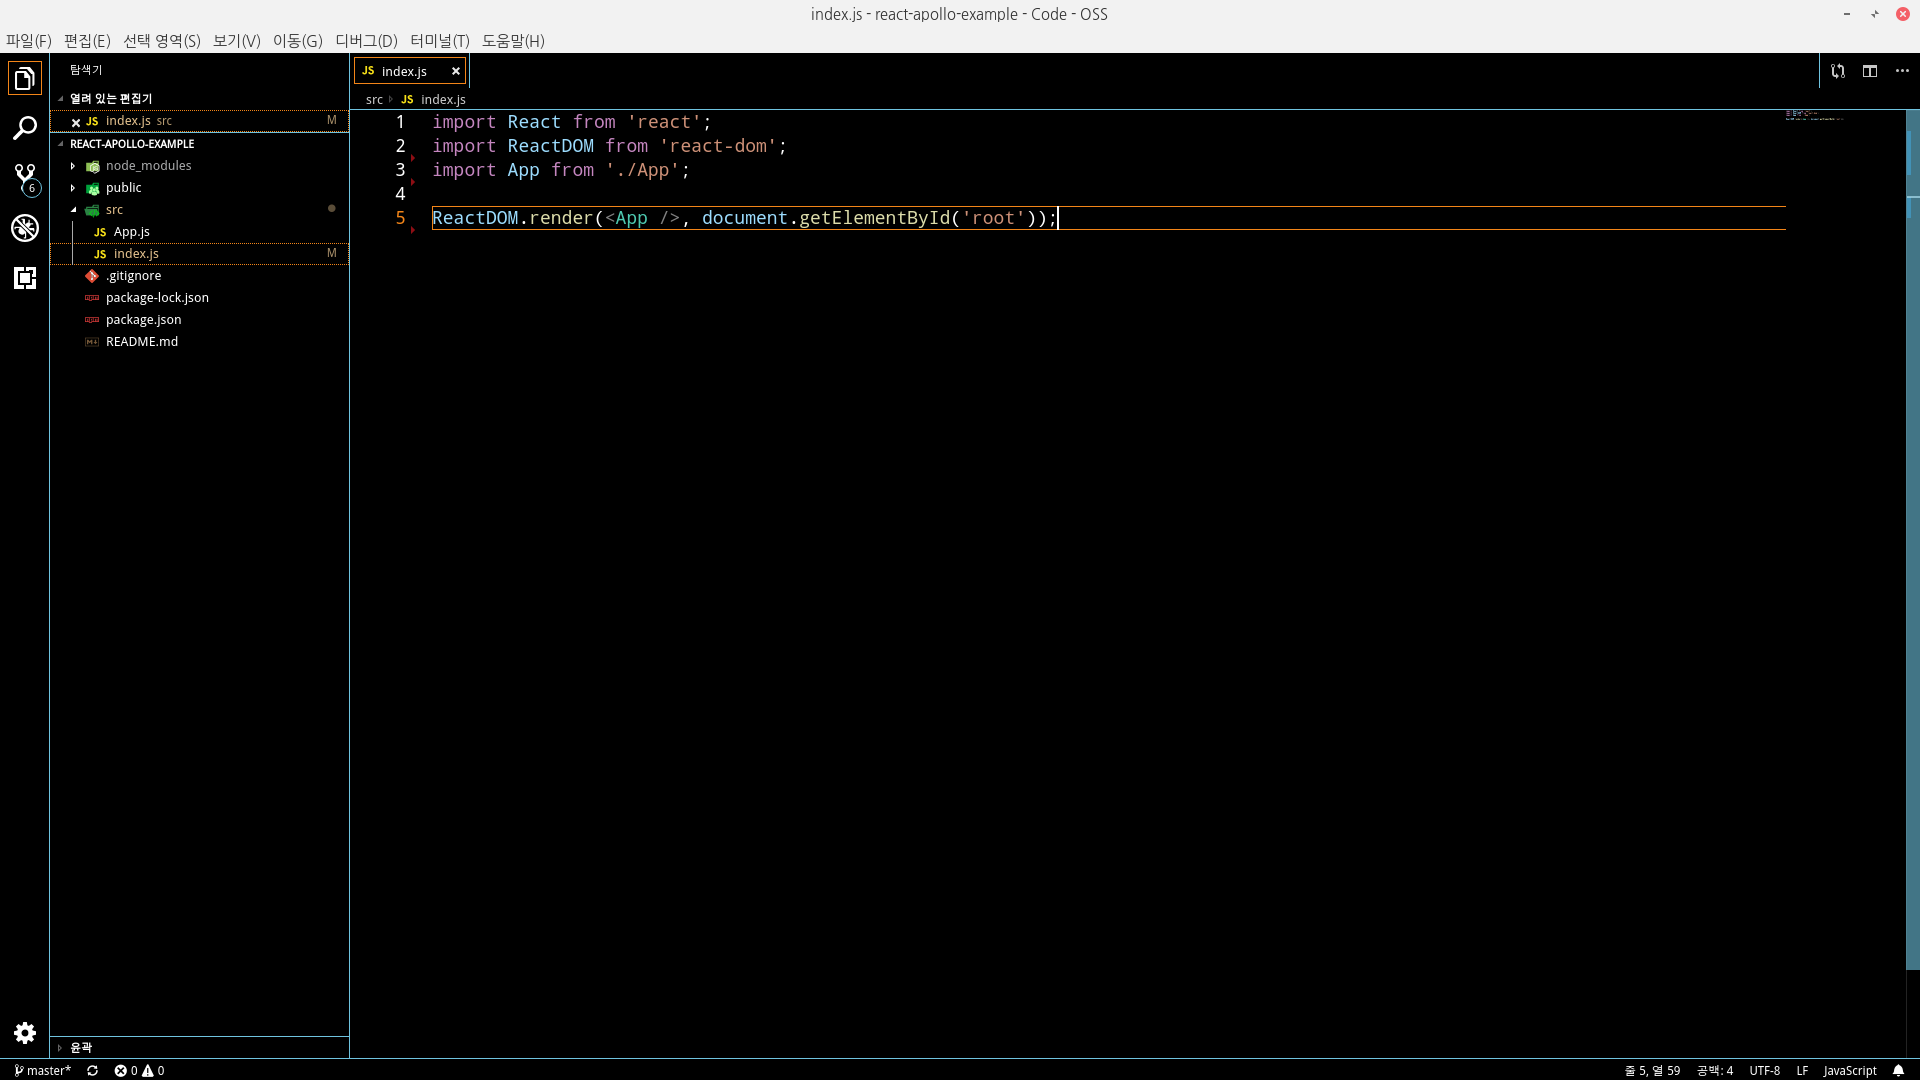 index.js - react-apollo-example - Code - OSS
파일(F) 편집(E) 선택 영역(S) 보기(V) 이동(G) 디버그(D) 터미널(T) 도움말(H)
탐색기
열려 있는 편집기
JS index.js src M
REACT-APOLLO-EXAMPLE
node_modules
public
src
JS App.js
JS index.js M
.gitignore
package-lock.json
package.json
README.md
윤곽
6
JS index.js
src JS index.js
1 import React from 'react';
2 import ReactDOM from 'react-dom';
3 import App from './App';
4
5 ReactDOM.render(<App />, document.getElementById('root'));
master* 0 0 줄 5, 열 59 공백: 4 UTF-8 LF JavaScript